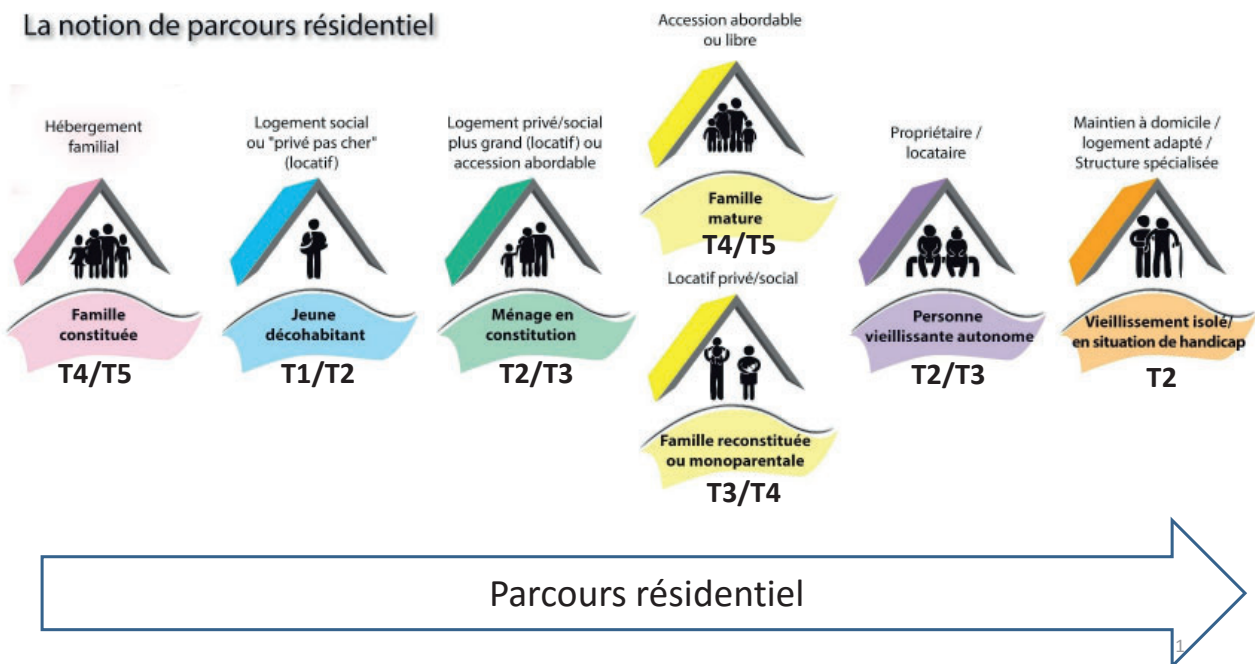 La notion de parcours résidentiel
Hébergement
familial
Famille
constituée
T4/T5
Logement social
ou "privé pas cher"
(locatif)
Jeune
décohabitant
T1/T2
Logement privé/social
plus grand (locatif) ou
accession abordable
Ménage en
constitution
T2/T3
Accession abordable
ou libre
Famille
mature
T4/T5
Locatif privé/social
Famille reconstituée
ou monoparentale
T3/T4
Propriétaire /
locataire
Personne
vieillissante autonome
T2/T3
Maintien à domicile /
logement adapté /
Structure spécialisée
Vieillissement isolé/
en situation de handicap
T2
Parcours résidentiel
1